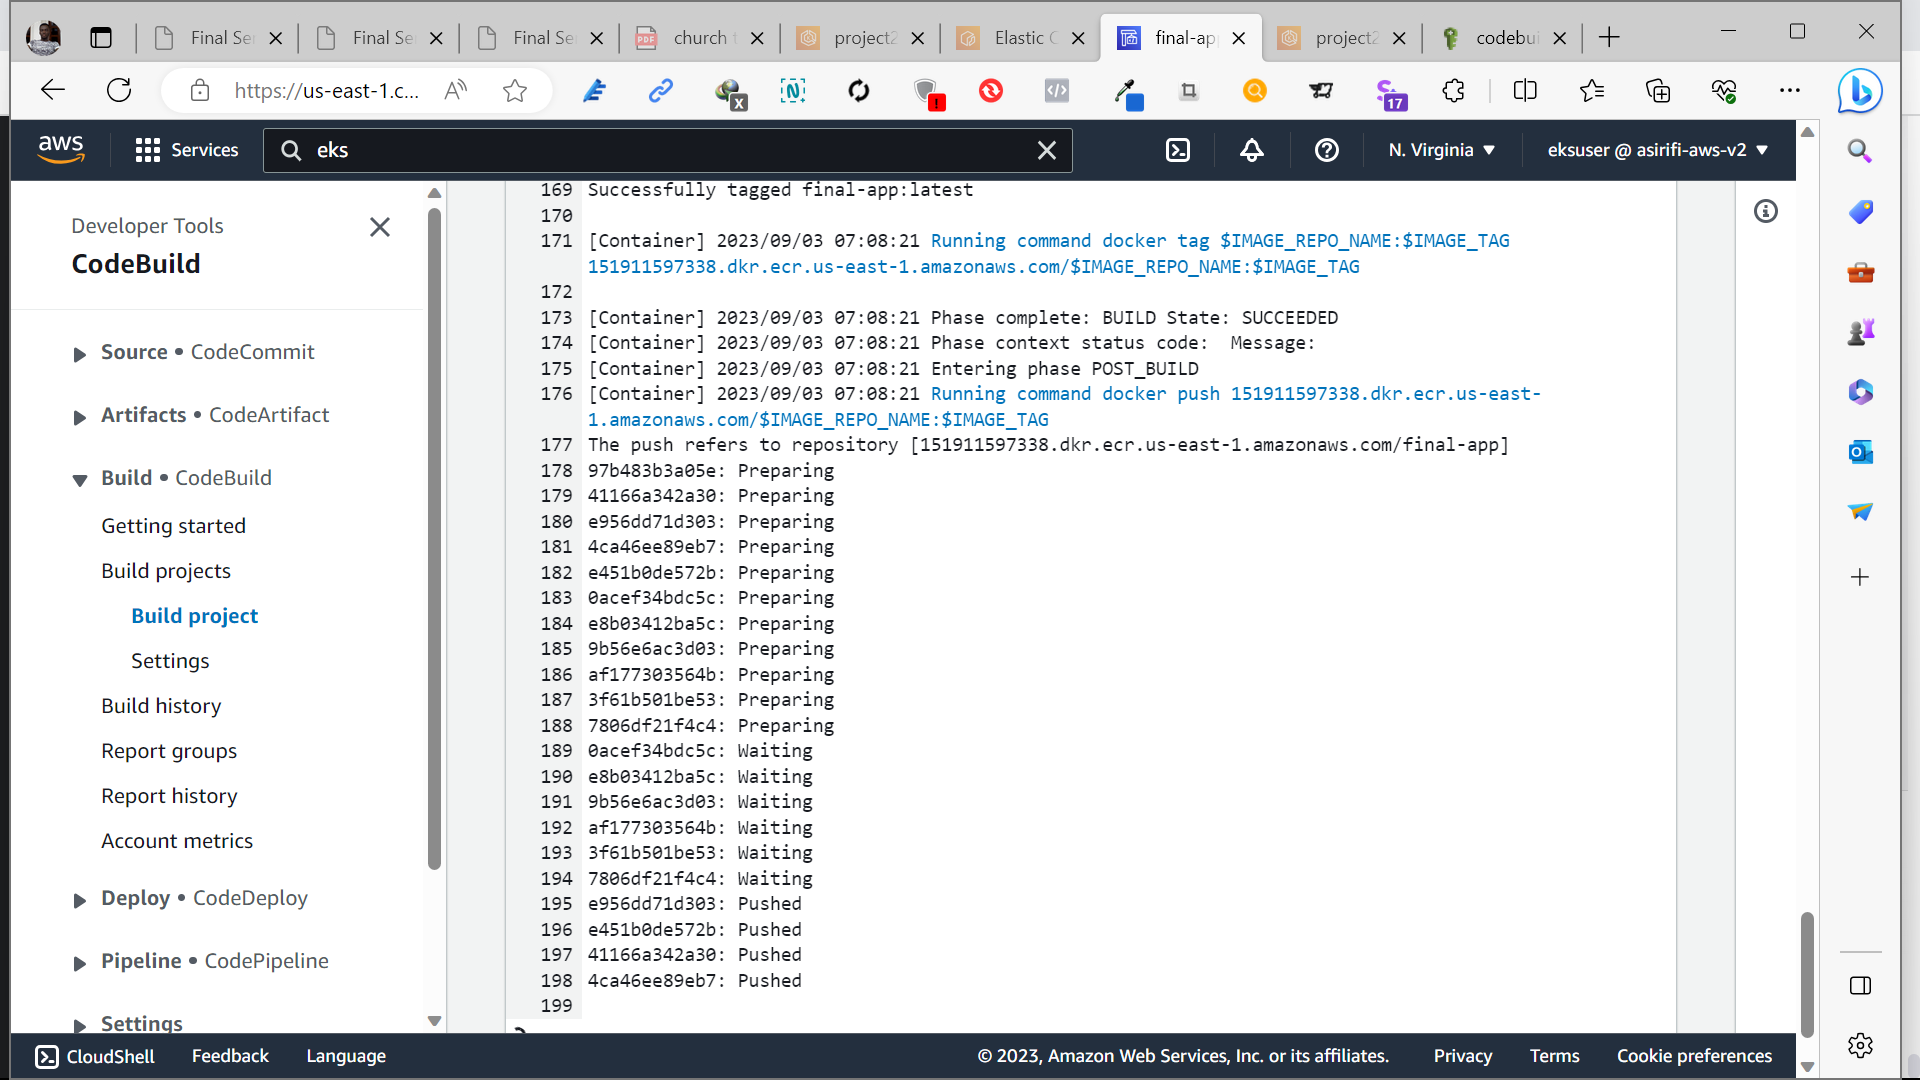 Final Se
Final Se
Final Se
church t
project2
Elastic C
final-ap
project2
codebui
https://us-east-1.c...
X
!
17
aws
Services
eks
N. Virginia
eksuser @ asirifi-aws-v2
Developer Tools
CodeBuild
Source • CodeCommit
Artifacts • CodeArtifact
Build • CodeBuild
Getting started
Build projects
Build project
Settings
Build history
Report groups
Report history
Account metrics
Deploy • CodeDeploy
Pipeline • CodePipeline
Settings
169 Successfully tagged final-app:latest
170
171 [Container] 2023/09/03 07:08:21 Running command docker tag $IMAGE_REPO_NAME:$IMAGE_TAG
151911597338.dkr.ecr.us-east-1.amazonaws.com/$IMAGE_REPO_NAME:$IMAGE_TAG
172
173 [Container] 2023/09/03 07:08:21 Phase complete: BUILD State: SUCCEEDED
174 [Container] 2023/09/03 07:08:21 Phase context status code:  Message:
175 [Container] 2023/09/03 07:08:21 Entering phase POST_BUILD
176 [Container] 2023/09/03 07:08:21 Running command docker push 151911597338.dkr.ecr.us-east-
1.amazonaws.com/$IMAGE_REPO_NAME:$IMAGE_TAG
177 The push refers to repository [151911597338.dkr.ecr.us-east-1.amazonaws.com/final-app]
178 97b483b3a05e: Preparing
179 41166a342a30: Preparing
180 e956dd71d303: Preparing
181 4ca46ee89eb7: Preparing
182 e451b0de572b: Preparing
183 0acef34bdc5c: Preparing
184 e8b03412ba5c: Preparing
185 9b56e6ac3d03: Preparing
186 af177303564b: Preparing
187 3f61b501be53: Preparing
188 7806df21f4c4: Preparing
189 0acef34bdc5c: Waiting
190 e8b03412ba5c: Waiting
191 9b56e6ac3d03: Waiting
192 af177303564b: Waiting
193 3f61b501be53: Waiting
194 7806df21f4c4: Waiting
195 e956dd71d303: Pushed
196 e451b0de572b: Pushed
197 41166a342a30: Pushed
198 4ca46ee89eb7: Pushed
199
CloudShell
Feedback
Language
© 2023, Amazon Web Services, Inc. or its affiliates.
Privacy
Terms
Cookie preferences